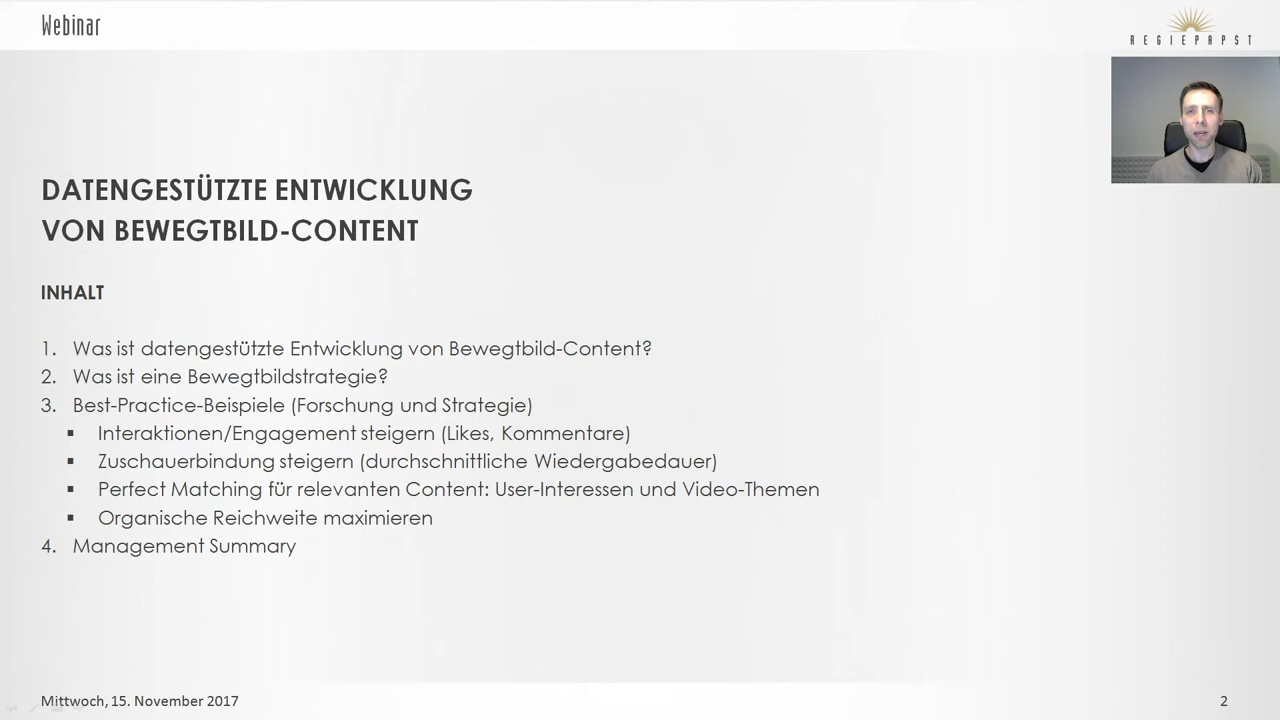 Webinar
REGIEPAPST
DATENGESTÜTZTE ENTWICKLUNG
VON BEWEGTBILD-CONTENT
INHALT
1. Was ist datengestützte Entwicklung von Bewegtbild-Content?
2. Was ist eine Bewegtbildstrategie?
3. Best-Practice-Beispiele (Forschung und Strategie)
▪ Interaktionen/Engagement steigern (Likes, Kommentare)
▪ Zuschauerbindung steigern (durchschnittliche Wiedergabedauer)
▪ Perfect Matching für relevanten Content: User-Interessen und Video-Themen
▪ Organische Reichweite maximieren
4. Management Summary
Mittwoch, 15. November 2017
2